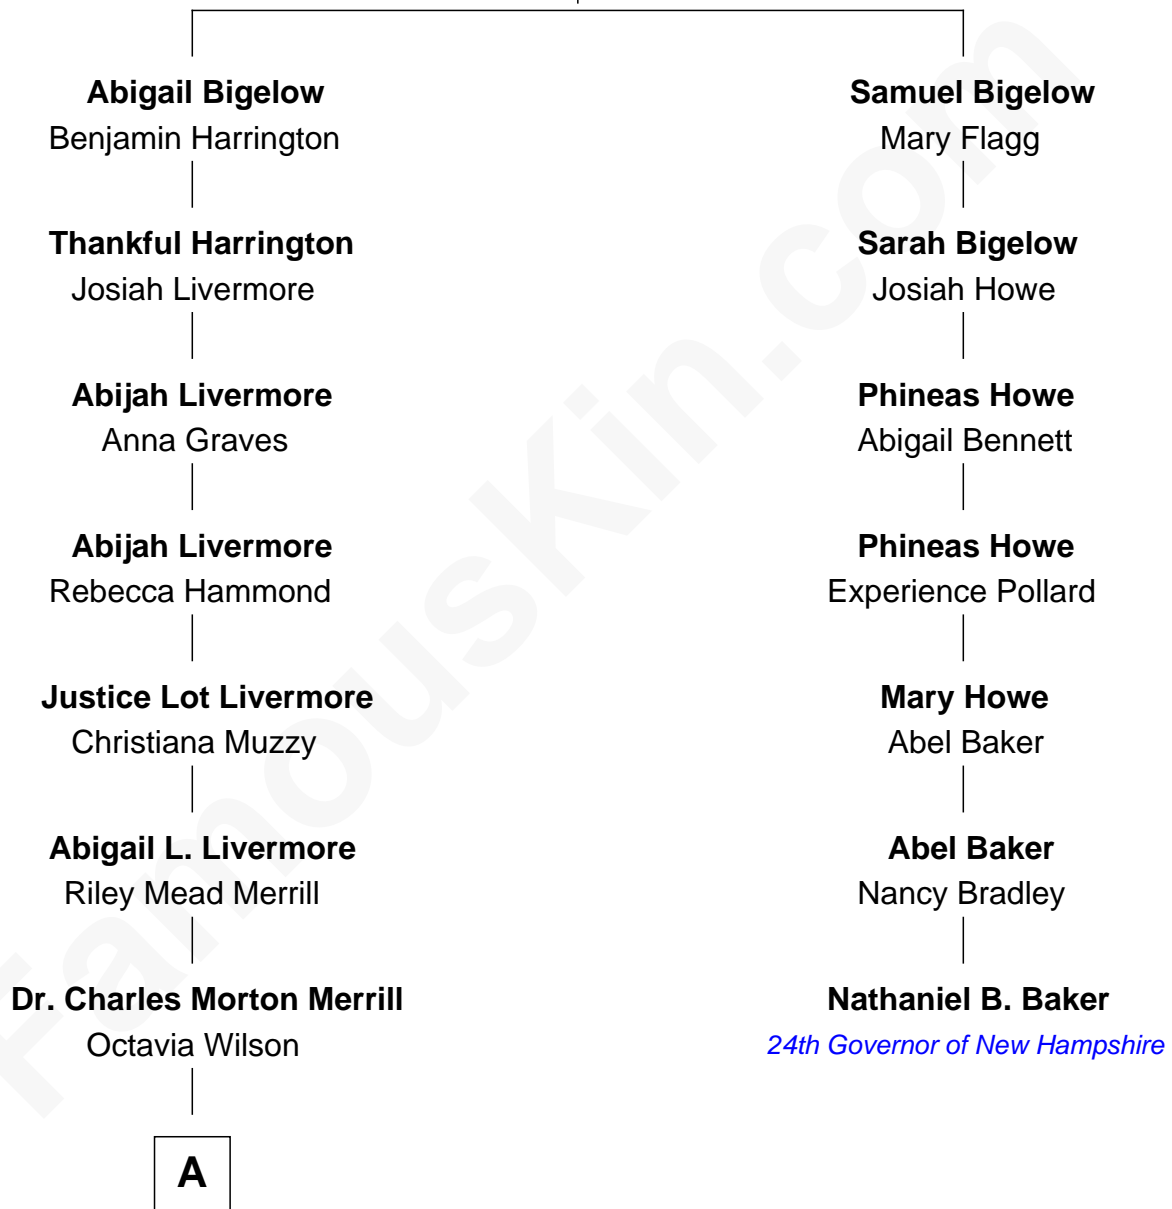 Abigail Bigelow
Benjamin Harrington
Samuel Bigelow
Mary Flagg
Thankful Harrington
Josiah Livermore
Sarah Bigelow
Josiah Howe
Abijah Livermore
Anna Graves
Phineas Howe
Abigail Bennett
Abijah Livermore
Rebecca Hammond
Phineas Howe
Experience Pollard
Justice Lot Livermore
Christiana Muzzy
Mary Howe
Abel Baker
Abigail L. Livermore
Riley Mead Merrill
Abel Baker
Nancy Bradley
Dr. Charles Morton Merrill
Octavia Wilson
Nathaniel B. Baker
24th Governor of New Hampshire
A
FamousKin.com